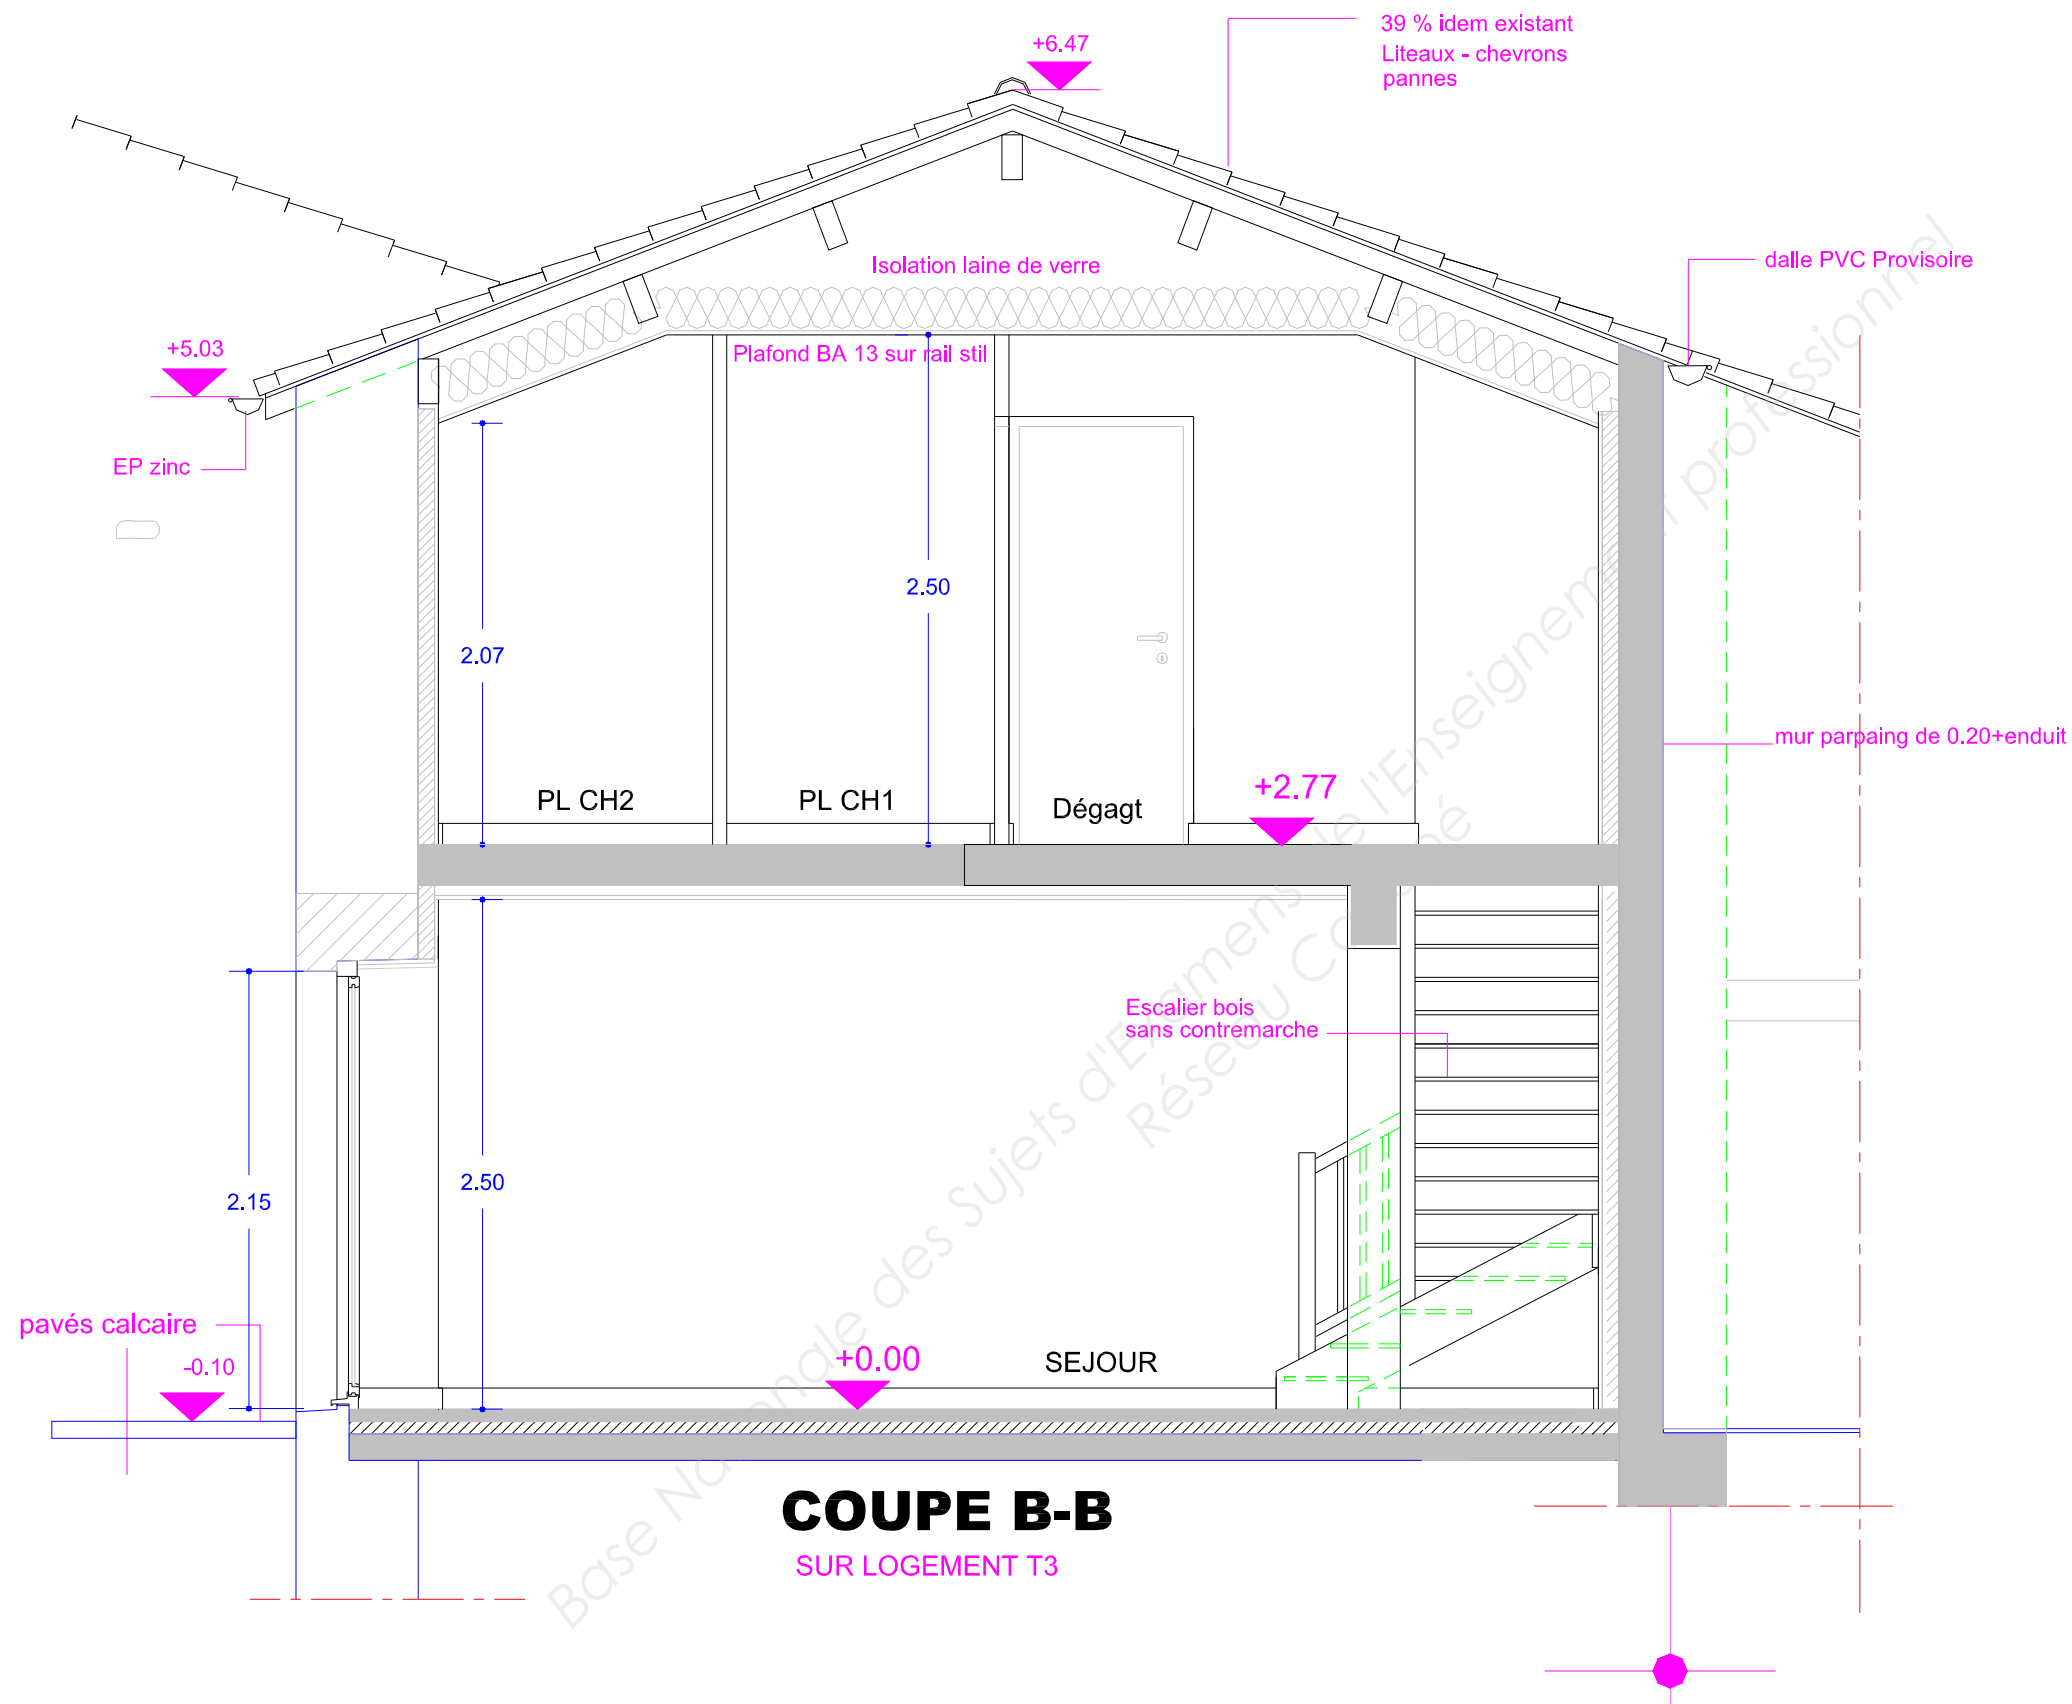 39 % idem existant
Liteaux - chevrons
pannes
+6.47
dalle PVC Provisoire
Isolation laine de verre
+5.03
Plafond BA 13 sur rail stil
EP zinc
2.50
2.07
mur parpaing de 0.20+enduit
PL CH2
PL CH1
Dégagt
+2.77
Escalier bois
sans contremarche
2.15
2.50
pavés calcaire
-0.10
+0.00
SEJOUR
COUPE B-B
SUR LOGEMENT T3
Base Nationale des Sujets d'Examens de l'Enseignement professionnel
Réseau Canopé